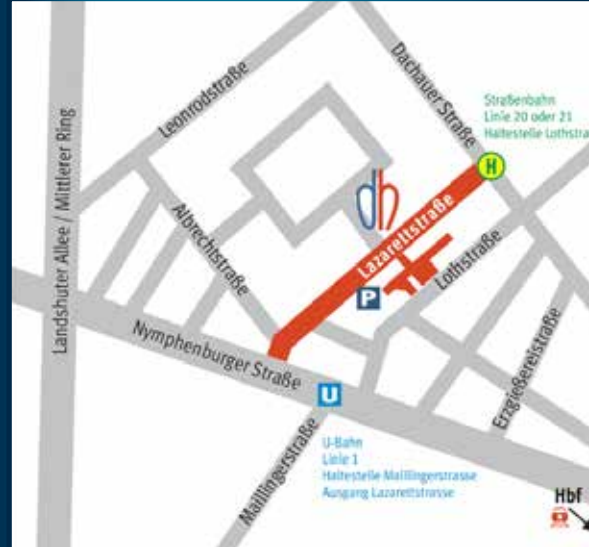 Leonrodstraße
Dachauer Straße
Straßenbahn
Linie 20 oder 21
Haltestelle Lothstra
H
Landshuter Allee / Mittlerer Ring
Albrechtstraße
dh
Lazarettstraße
Lothstraße
P
Nymphenburger Straße
Erzgießereistraße
U
Maillingerstraße
U-Bahn
Linie 1
Haltestelle Maillingerstrasse
Ausgang Lazarettstrasse
Hbf